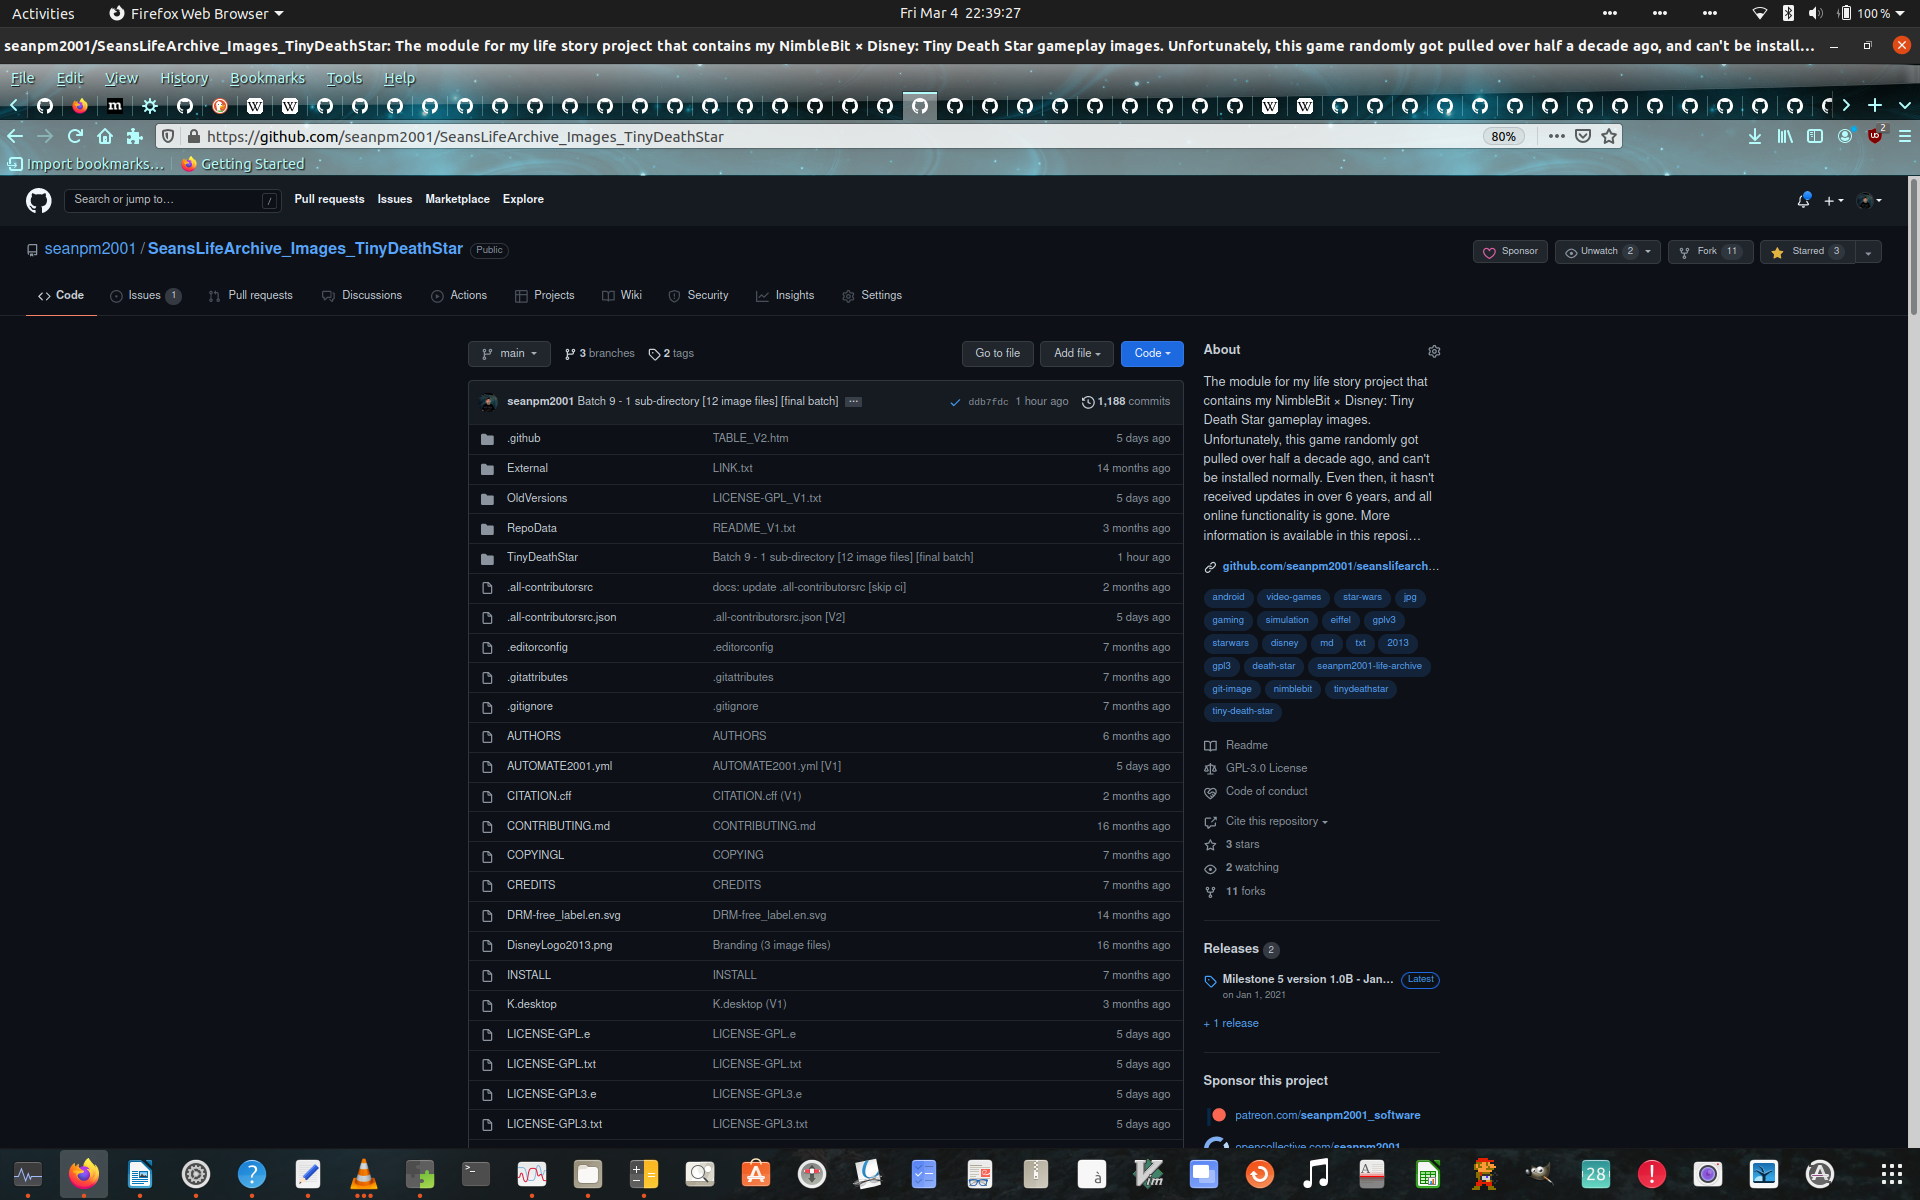 Activities
Firefox Web Browser
Fri Mar 4 22:39:27
100 %
seanpm2001/SeansLifeArchive_Images_TinyDeathStar: The module for my life story project that contains my NimbleBit × Disney: Tiny Death Star gameplay images. Unfortunately, this game randomly got pulled over half a decade ago, and can't be install…
File Edit View History Bookmarks Tools Help
https://github.com/seanpm2001/SeansLifeArchive_Images_TinyDeathStar
80%
2
Import bookmarks… Getting Started
Search or jump to… /
Pull requests Issues Marketplace Explore
seanpm2001 / SeansLifeArchive_Images_TinyDeathStar Public
Sponsor Unwatch 2 Fork 11 Starred 3
Code Issues 1 Pull requests Discussions Actions Projects Wiki Security Insights Settings
main 3 branches 2 tags
Go to file Add file Code
seanpm2001 Batch 9 - 1 sub-directory [12 image files] [final batch] ddb7fdc 1 hour ago 1,188 commits
.github TABLE_V2.htm 5 days ago
External LINK.txt 14 months ago
OldVersions LICENSE-GPL_V1.txt 5 days ago
RepoData README_V1.txt 3 months ago
TinyDeathStar Batch 9 - 1 sub-directory [12 image files] [final batch] 1 hour ago
.all-contributorsrc docs: update .all-contributorsrc [skip ci] 2 months ago
.all-contributorsrc.json .all-contributorsrc.json [V2] 5 days ago
.editorconfig .editorconfig 7 months ago
.gitattributes .gitattributes 7 months ago
.gitignore .gitignore 7 months ago
AUTHORS AUTHORS 6 months ago
AUTOMATE2001.yml AUTOMATE2001.yml [V1] 5 days ago
CITATION.cff CITATION.cff (V1) 2 months ago
CONTRIBUTING.md CONTRIBUTING.md 16 months ago
COPYINGL COPYING 7 months ago
CREDITS CREDITS 7 months ago
DRM-free_label.en.svg DRM-free_label.en.svg 14 months ago
DisneyLogo2013.png Branding (3 image files) 16 months ago
INSTALL INSTALL 7 months ago
K.desktop K.desktop (V1) 3 months ago
LICENSE-GPL.e LICENSE-GPL.e 5 days ago
LICENSE-GPL.txt LICENSE-GPL.txt 5 days ago
LICENSE-GPL3.e LICENSE-GPL3.e 5 days ago
LICENSE-GPL3.txt LICENSE-GPL3.txt 5 days ago
About
The module for my life story project that
contains my NimbleBit × Disney: Tiny
Death Star gameplay images.
Unfortunately, this game randomly got
pulled over half a decade ago, and can't
be installed normally. Even then, it hasn't
received updates in over 6 years, and all
online functionality is gone. More
information is available in this reposi…
github.com/seanpm2001/seanslifearch…
android video-games star-wars jpg
gaming simulation eiffel gplv3
starwars disney md txt 2013
gpl3 death-star seanpm2001-life-archive
git-image nimblebit tinydeathstar
tiny-death-star
Readme
GPL-3.0 License
Code of conduct
Cite this repository
3 stars
2 watching
11 forks
Releases 2
Milestone 5 version 1.0B - Jan… Latest
on Jan 1, 2021
+ 1 release
Sponsor this project
patreon.com/seanpm2001_software
opencollective.com/seanpm2001
28